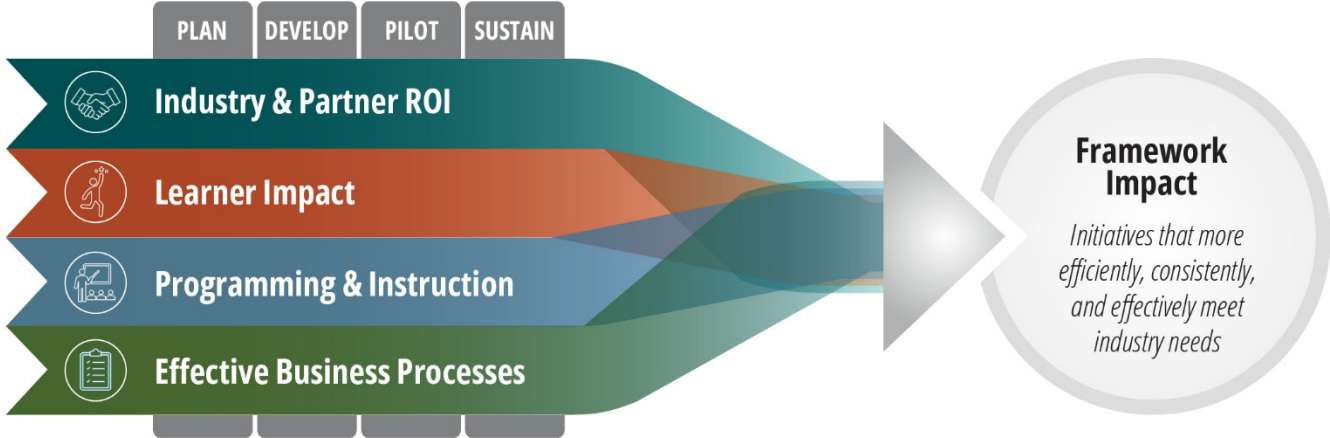 PLAN DEVELOP PILOT SUSTAIN
Industry & Partner ROI
Learner Impact
Programming & Instruction
Effective Business Processes
Framework
Impact
Initiatives that more
efficiently, consistently,
and effectively meet
industry needs